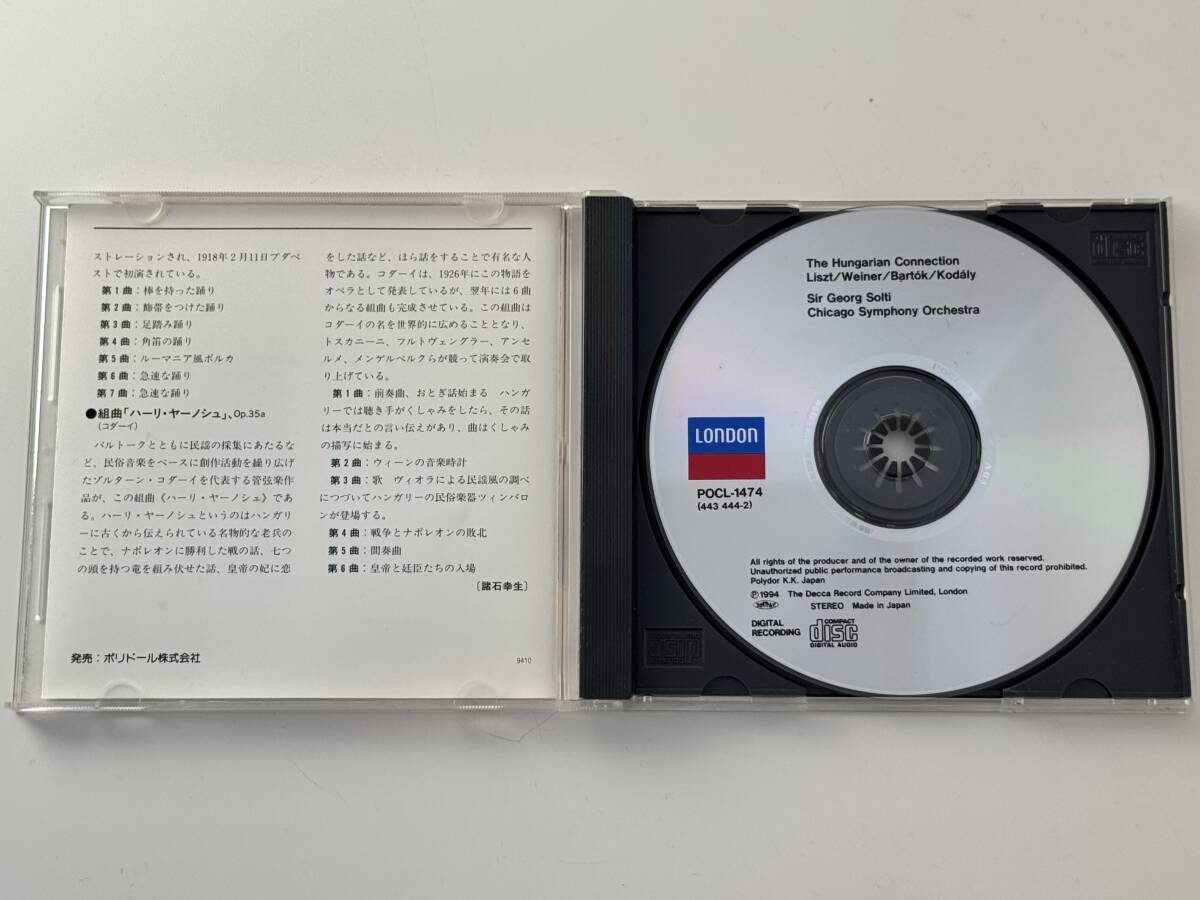 ストレーションされ、1918年2月11日ブダペ
ストで初演されている。
第1曲：棒を持った踊り
第2曲：飾帯をつけた踊り
第3曲：足踏み踊り
第4曲：角笛の踊り
第5曲：ルーマニア風ポルカ
第6曲：急速な踊り
第7曲：急速な踊り
●組曲「ハーリ・ヤーノシュ」、Op.35a
(コダーイ)
バルトークとともに民謡の採集にあたるな
ど、民俗音楽をベースに創作活動を繰り広げ
たゾルターン・コダーイを代表する管弦楽作
品が、この組曲《ハーリ・ヤーノシュ》であ
る。ハーリ・ヤーノシュというのはハンガリ
ーに古くから伝えられている名物的な老兵の
ことで、ナポレオンに勝利した戦の話、七つ
の頭を持つ竜を組み伏せた話、皇帝の妃に恋
をした話など、ほら話をすることで有名な人
物である。コダーイは、1926年にこの物語を
オペラとして発表しているが、翌年には6曲
からなる組曲も完成させている。この組曲は
コダーイの名を世界的に広めることとなり、
トスカニーニ、フルトヴェングラー、アンセ
ルメ、メンゲルベルクらが競って演奏会で取
り上げている。
第1曲：前奏曲、おとぎ話始まる ハンガ
リーでは聴き手がくしゃみをしたら、その話
は本当だとの言い伝えがあり、曲はくしゃみ
の描写に始まる。
第2曲：ウィーンの音楽時計
第3曲：歌 ヴィオラによる民謡風の調べ
につづいてハンガリーの民俗楽器ツィンバロ
ンが登場する。
第4曲：戦争とナポレオンの敗北
第5曲：間奏曲
第6曲：皇帝と廷臣たちの入場
〔諸石幸生〕
発売：ポリドール株式会社
9410
The Hungarian Connection
Liszt/Weiner/Bartók/Kodály
Sir Georg Solti
Chicago Symphony Orchestra
LONDON
POCL-1474
(443 444-2)
All rights of the producer and of the owner of the recorded work reserved.
Unauthorized public performance broadcasting and copying of this record prohibited.
Polydor K.K. Japan
Ⓟ1994 The Decca Record Company Limited, London
STEREO Made in Japan
DIGITAL
RECORDING
COMPACT
disc
DIGITAL AUDIO